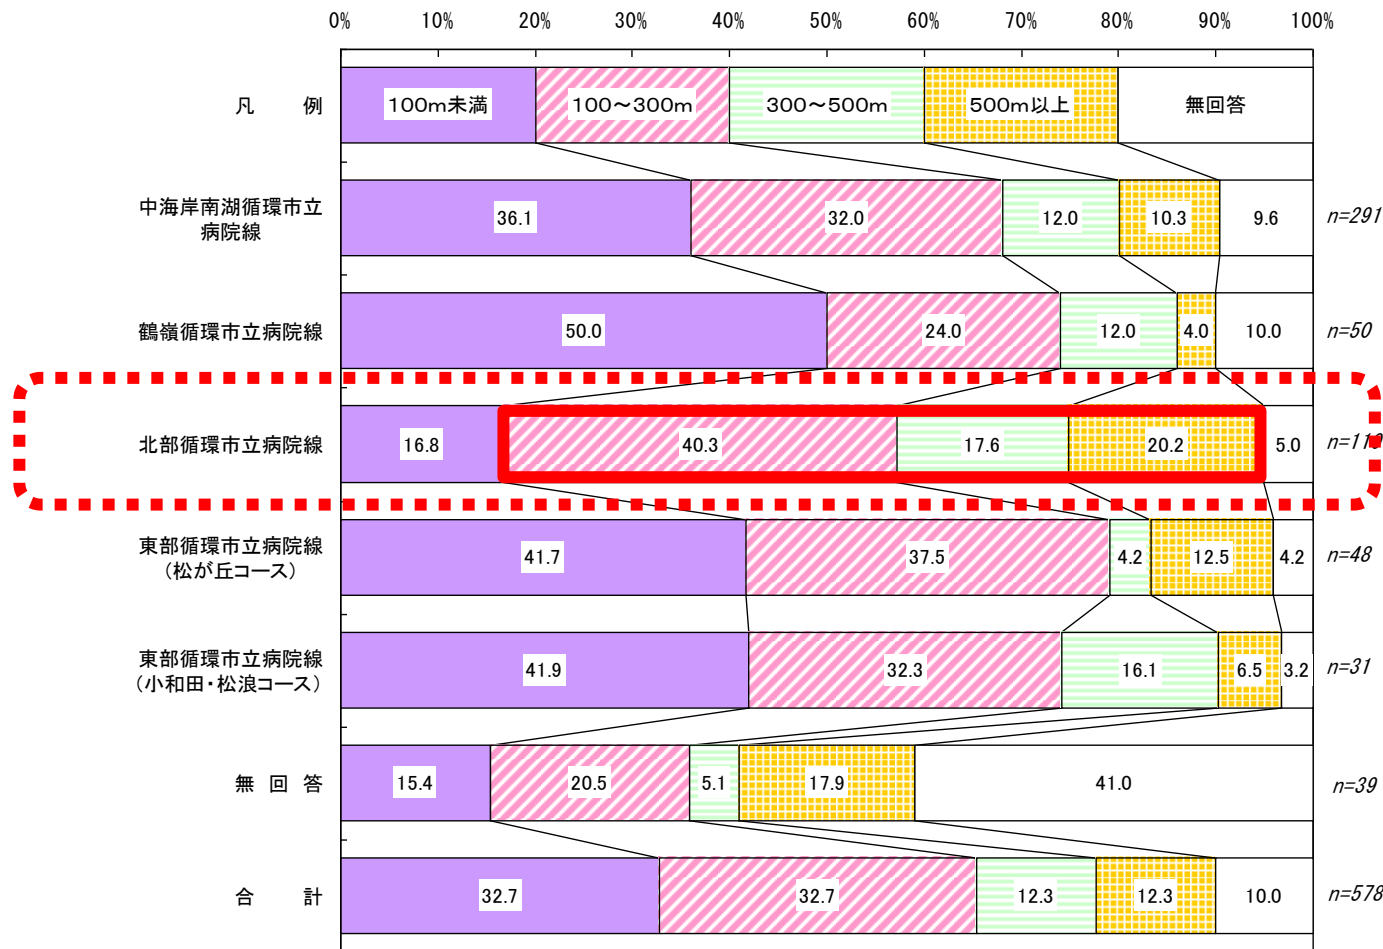 0% 10% 20% 30% 40% 50% 60% 70% 80% 90% 100%
凡 例 100m未満 100～300m 300～500m 500m以上 無回答
中海岸南湖循環市立
病院線
36.1 32.0 12.0 10.3 9.6 n=291
鶴嶺循環市立病院線 50.0 24.0 12.0 4.0 10.0 n=50
北部循環市立病院線 16.8 40.3 17.6 20.2 5.0 n=119
東部循環市立病院線
（松が丘コース）
41.7 37.5 4.2 12.5 4.2 n=48
東部循環市立病院線
（小和田・松浪コース）
41.9 32.3 16.1 6.5 3.2 n=31
無 回 答 15.4 20.5 5.1 17.9 41.0 n=39
合 計 32.7 32.7 12.3 12.3 10.0 n=578